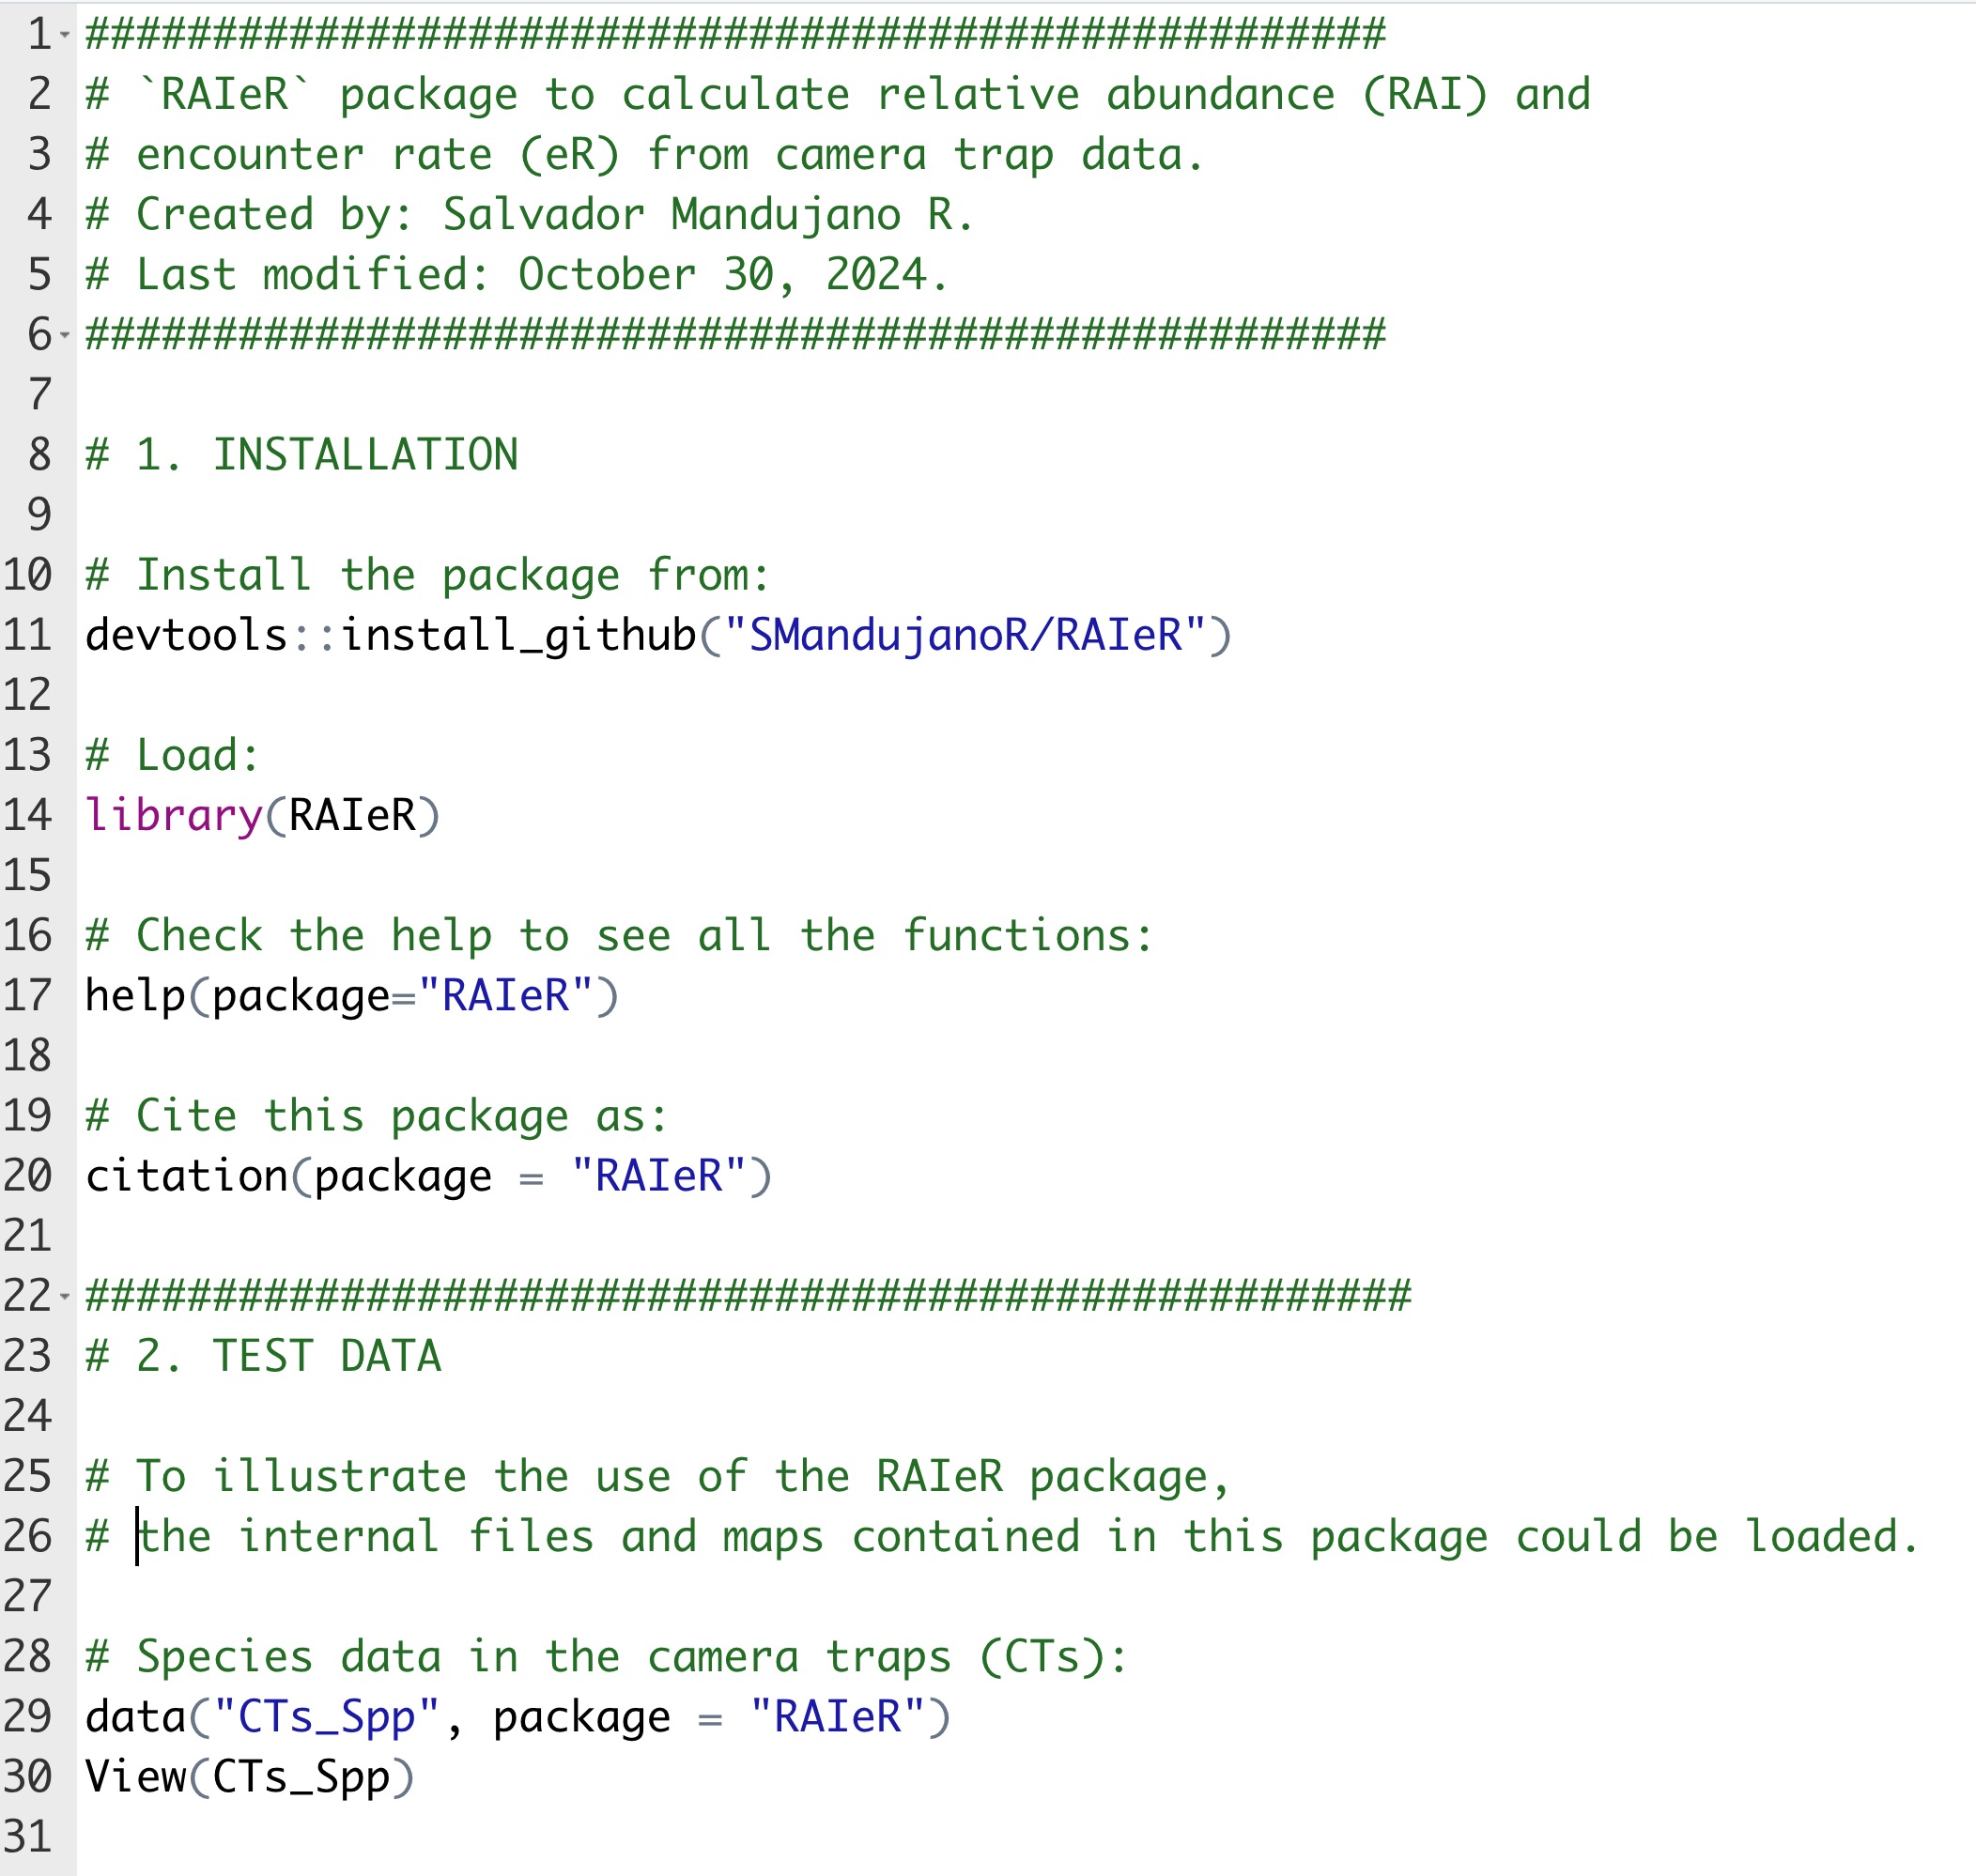 1 ###################################################
2 # `RAIeR` package to calculate relative abundance (RAI) and
3 # encounter rate (eR) from camera trap data.
4 # Created by: Salvador Mandujano R.
5 # Last modified: October 30, 2024.
6 ###################################################
7
8 # 1. INSTALLATION
9
10 # Install the package from:
11 devtools::install_github("SMandujanoR/RAIeR")
12
13 # Load:
14 library(RAIeR)
15
16 # Check the help to see all the functions:
17 help(package="RAIeR")
18
19 # Cite this package as:
20 citation(package = "RAIeR")
21
22 ####################################################
23 # 2. TEST DATA
24
25 # To illustrate the use of the RAIeR package,
26 # the internal files and maps contained in this package could be loaded.
27
28 # Species data in the camera traps (CTs):
29 data("CTs_Spp", package = "RAIeR")
30 View(CTs_Spp)
31